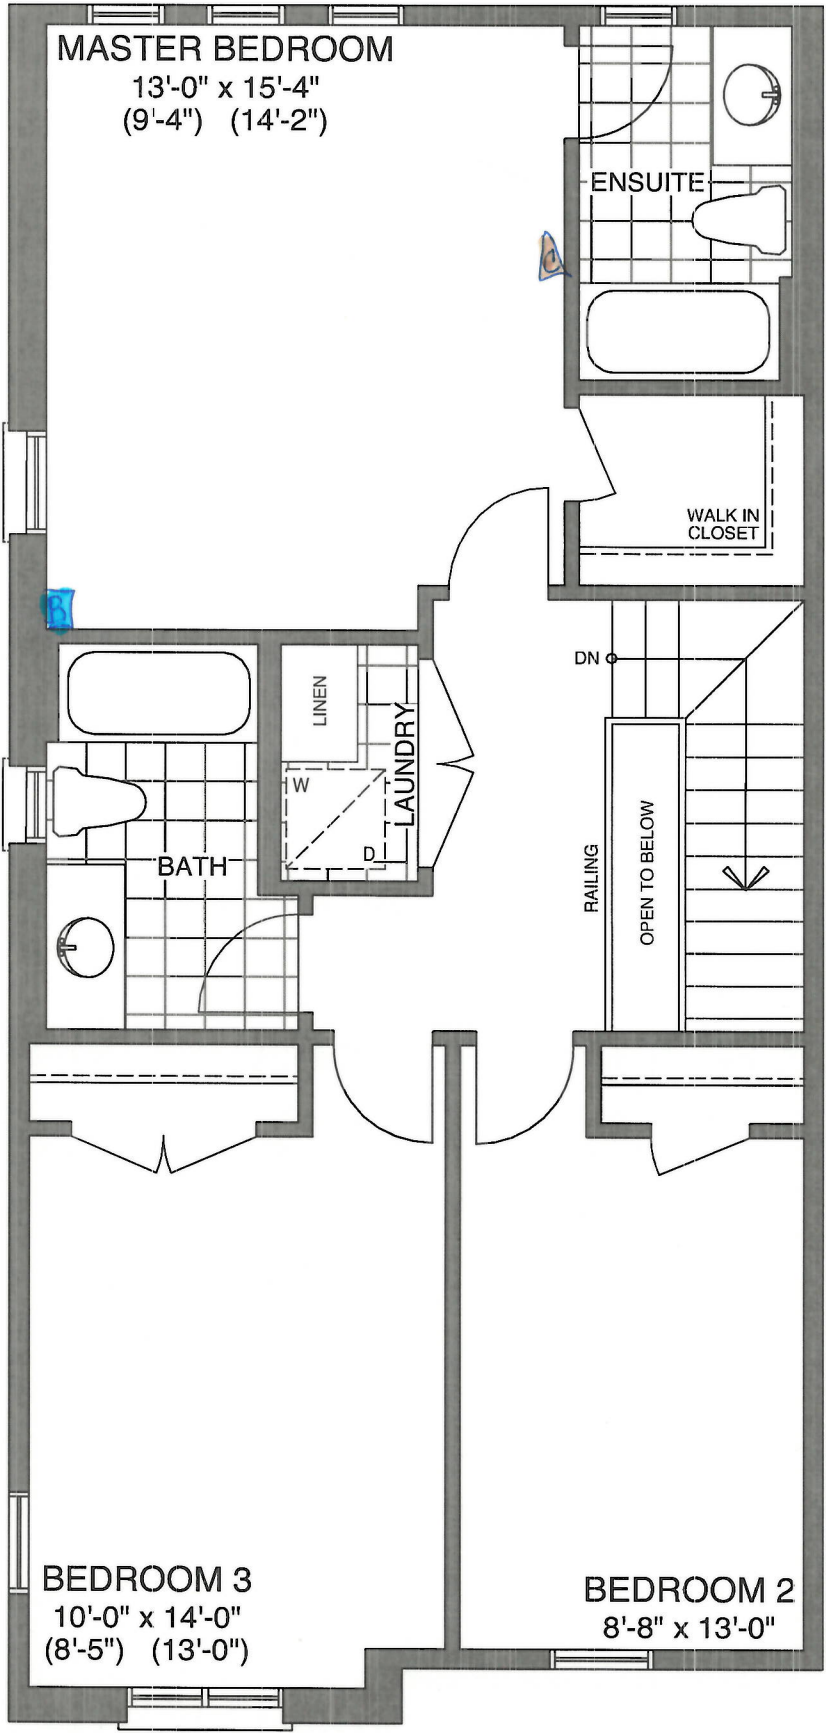 MASTER BEDROOM
13'-0" x 15'-4"
(9'-4") (14'-2")
ENSUITE
C
WALK IN
CLOSET
B
DN
LINEN
LAUNDRY
W
D
BATH
RAILING
OPEN TO BELOW
BEDROOM 3
10'-0" x 14'-0"
(8'-5") (13'-0")
BEDROOM 2
8'-8" x 13'-0"